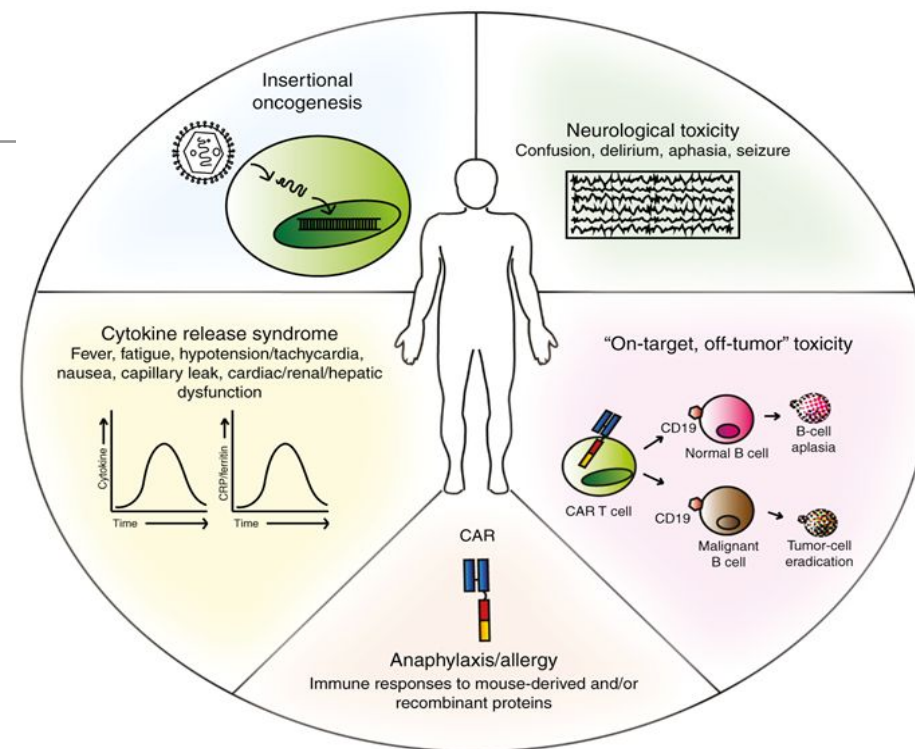 Insertional
oncogenesis
Neurological toxicity
Confusion, delirium, aphasia, seizure
Cytokine release syndrome
Fever, fatigue, hypotension/tachycardia,
nausea, capillary leak, cardiac/renal/hepatic
dysfunction
Cytokine
Time
CRP/ferritin
Time
"On-target, off-tumor" toxicity
CD19
Normal B cell
B-cell
aplasia
CAR T cell
CD19
Malignant
B cell
Tumor-cell
eradication
CAR
Anaphylaxis/allergy
Immune responses to mouse-derived and/or
recombinant proteins